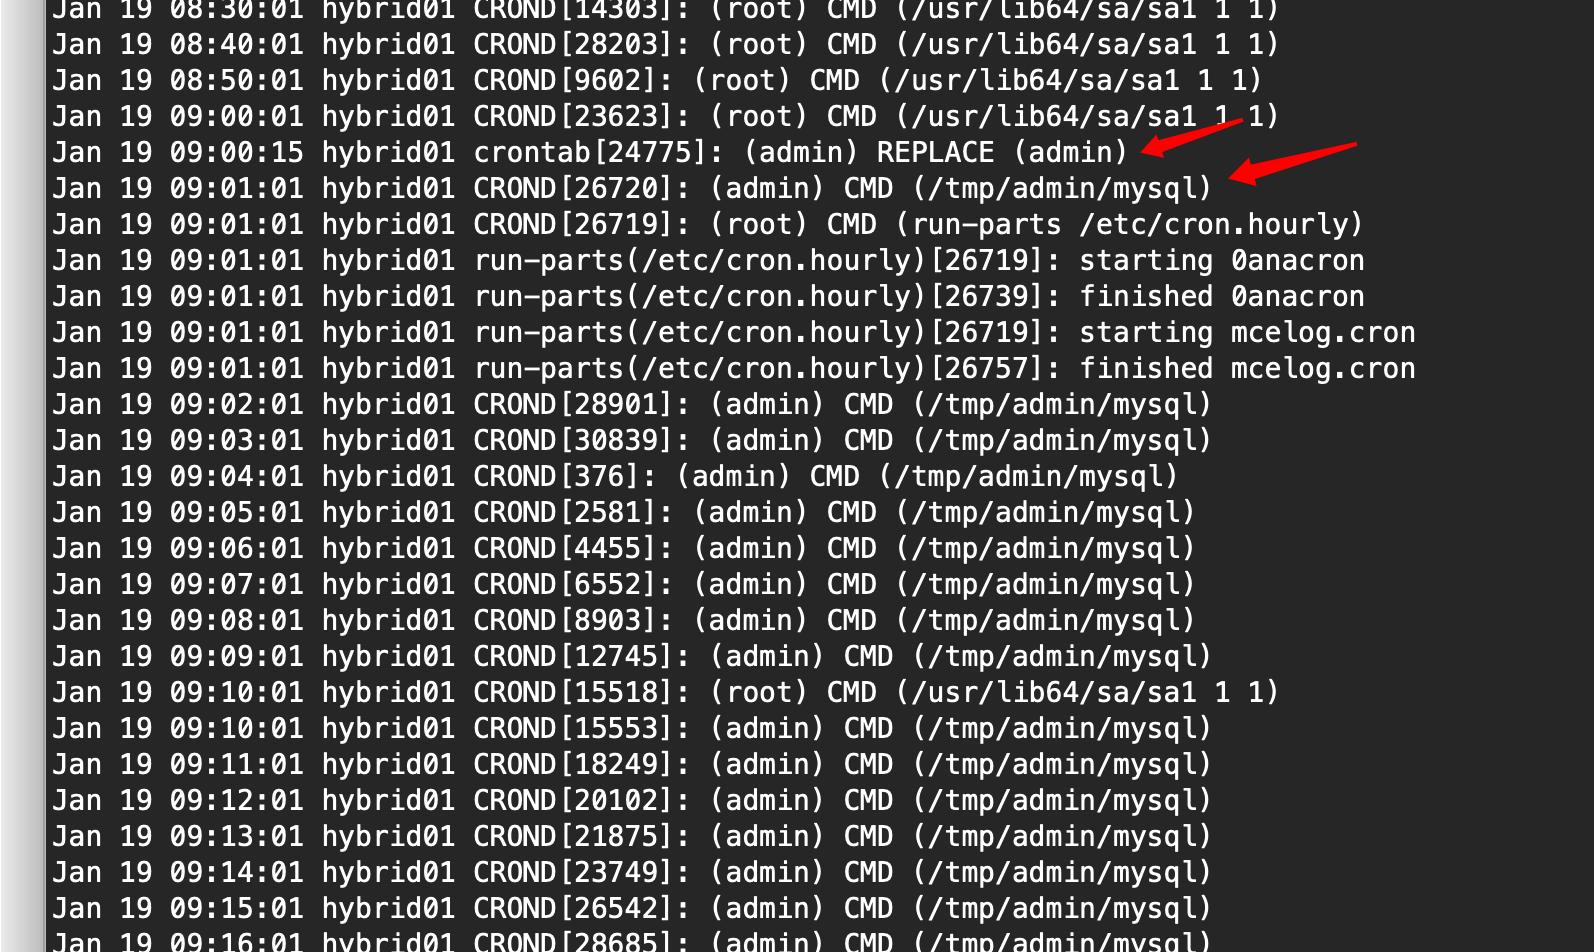 Jan 19 08:30:01 hybrid01 CROND[14303]: (root) CMD (/usr/lib64/sa/sa1 1 1)
Jan 19 08:40:01 hybrid01 CROND[28203]: (root) CMD (/usr/lib64/sa/sa1 1 1)
Jan 19 08:50:01 hybrid01 CROND[9602]: (root) CMD (/usr/lib64/sa/sa1 1 1)
Jan 19 09:00:01 hybrid01 CROND[23623]: (root) CMD (/usr/lib64/sa/sa1 1 1)
Jan 19 09:00:15 hybrid01 crontab[24775]: (admin) REPLACE (admin)
Jan 19 09:01:01 hybrid01 CROND[26720]: (admin) CMD (/tmp/admin/mysql)
Jan 19 09:01:01 hybrid01 CROND[26719]: (root) CMD (run-parts /etc/cron.hourly)
Jan 19 09:01:01 hybrid01 run-parts(/etc/cron.hourly)[26719]: starting 0anacron
Jan 19 09:01:01 hybrid01 run-parts(/etc/cron.hourly)[26739]: finished 0anacron
Jan 19 09:01:01 hybrid01 run-parts(/etc/cron.hourly)[26719]: starting mcelog.cron
Jan 19 09:01:01 hybrid01 run-parts(/etc/cron.hourly)[26757]: finished mcelog.cron
Jan 19 09:02:01 hybrid01 CROND[28901]: (admin) CMD (/tmp/admin/mysql)
Jan 19 09:03:01 hybrid01 CROND[30839]: (admin) CMD (/tmp/admin/mysql)
Jan 19 09:04:01 hybrid01 CROND[376]: (admin) CMD (/tmp/admin/mysql)
Jan 19 09:05:01 hybrid01 CROND[2581]: (admin) CMD (/tmp/admin/mysql)
Jan 19 09:06:01 hybrid01 CROND[4455]: (admin) CMD (/tmp/admin/mysql)
Jan 19 09:07:01 hybrid01 CROND[6552]: (admin) CMD (/tmp/admin/mysql)
Jan 19 09:08:01 hybrid01 CROND[8903]: (admin) CMD (/tmp/admin/mysql)
Jan 19 09:09:01 hybrid01 CROND[12745]: (admin) CMD (/tmp/admin/mysql)
Jan 19 09:10:01 hybrid01 CROND[15518]: (root) CMD (/usr/lib64/sa/sa1 1 1)
Jan 19 09:10:01 hybrid01 CROND[15553]: (admin) CMD (/tmp/admin/mysql)
Jan 19 09:11:01 hybrid01 CROND[18249]: (admin) CMD (/tmp/admin/mysql)
Jan 19 09:12:01 hybrid01 CROND[20102]: (admin) CMD (/tmp/admin/mysql)
Jan 19 09:13:01 hybrid01 CROND[21875]: (admin) CMD (/tmp/admin/mysql)
Jan 19 09:14:01 hybrid01 CROND[23749]: (admin) CMD (/tmp/admin/mysql)
Jan 19 09:15:01 hybrid01 CROND[26542]: (admin) CMD (/tmp/admin/mysql)
Jan 19 09:16:01 hybrid01 CROND[28685]: (admin) CMD (/tmp/admin/mysql)